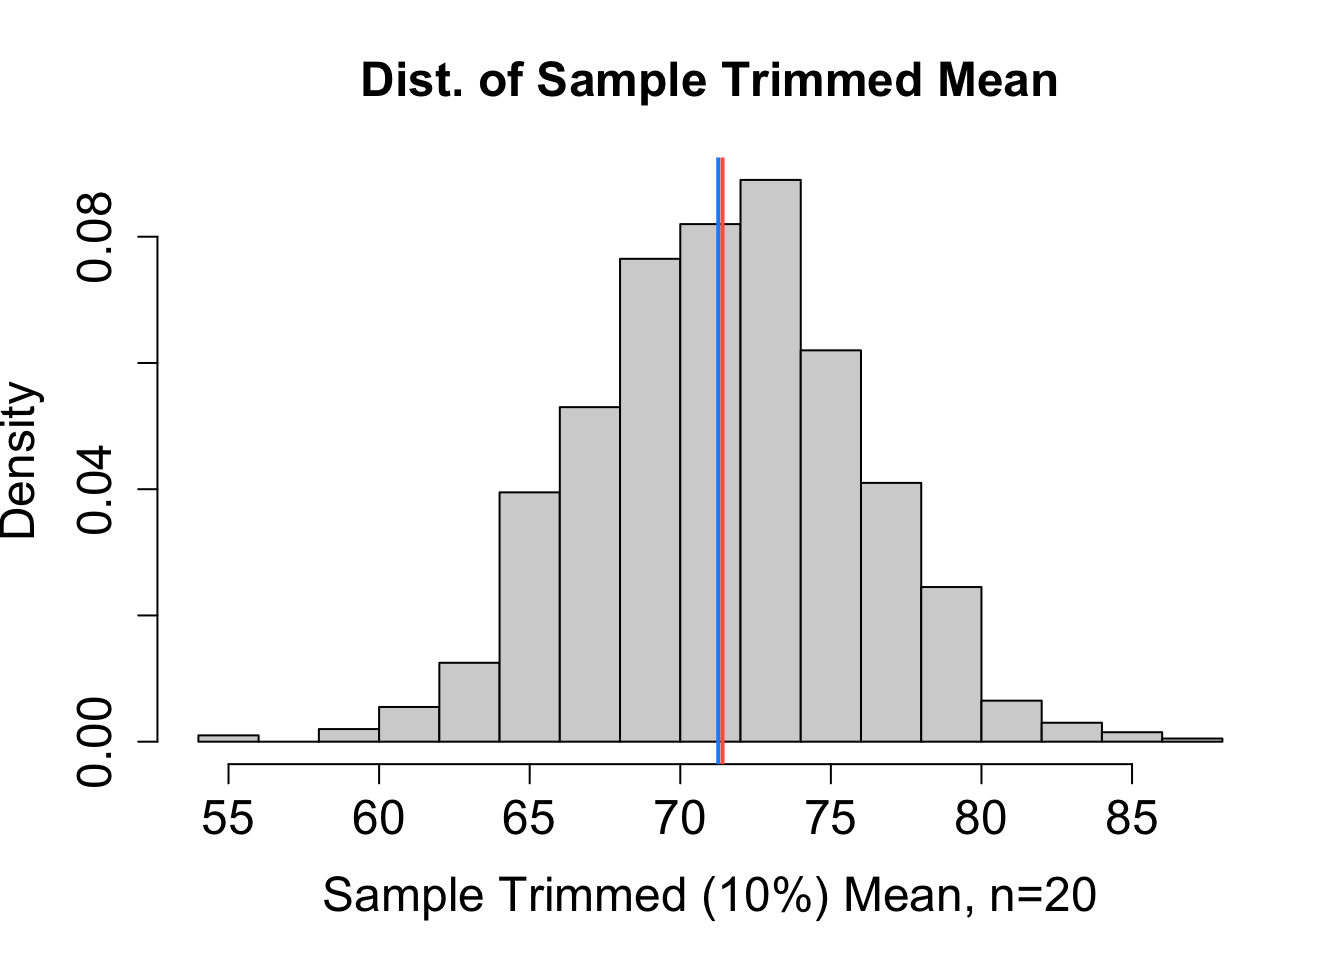 Dist. of Sample Trimmed Mean
Density
0.08
0.04
0.00
55 60 65 70 75 80 85
Sample Trimmed (10%) Mean, n=20